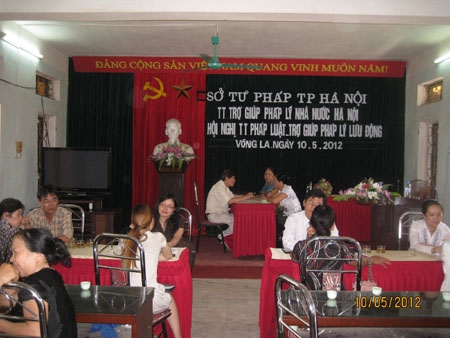 ĐẢNG CỘNG SẢN VIỆT NAM QUANG VINH MUÔN NĂM
SỞ TƯ PHÁP TP HÀ NỘI
TT TRỢ GIÚP PHÁP LÝ NHÀ NƯỚC HÀ NỘI
HỘI NGHỊ TT PHÁP LUẬT_TRỢ GIÚP PHÁP LÝ LƯU ĐỘNG
VÕNG LA, NGÀY 10.5.2012
10/05/2012